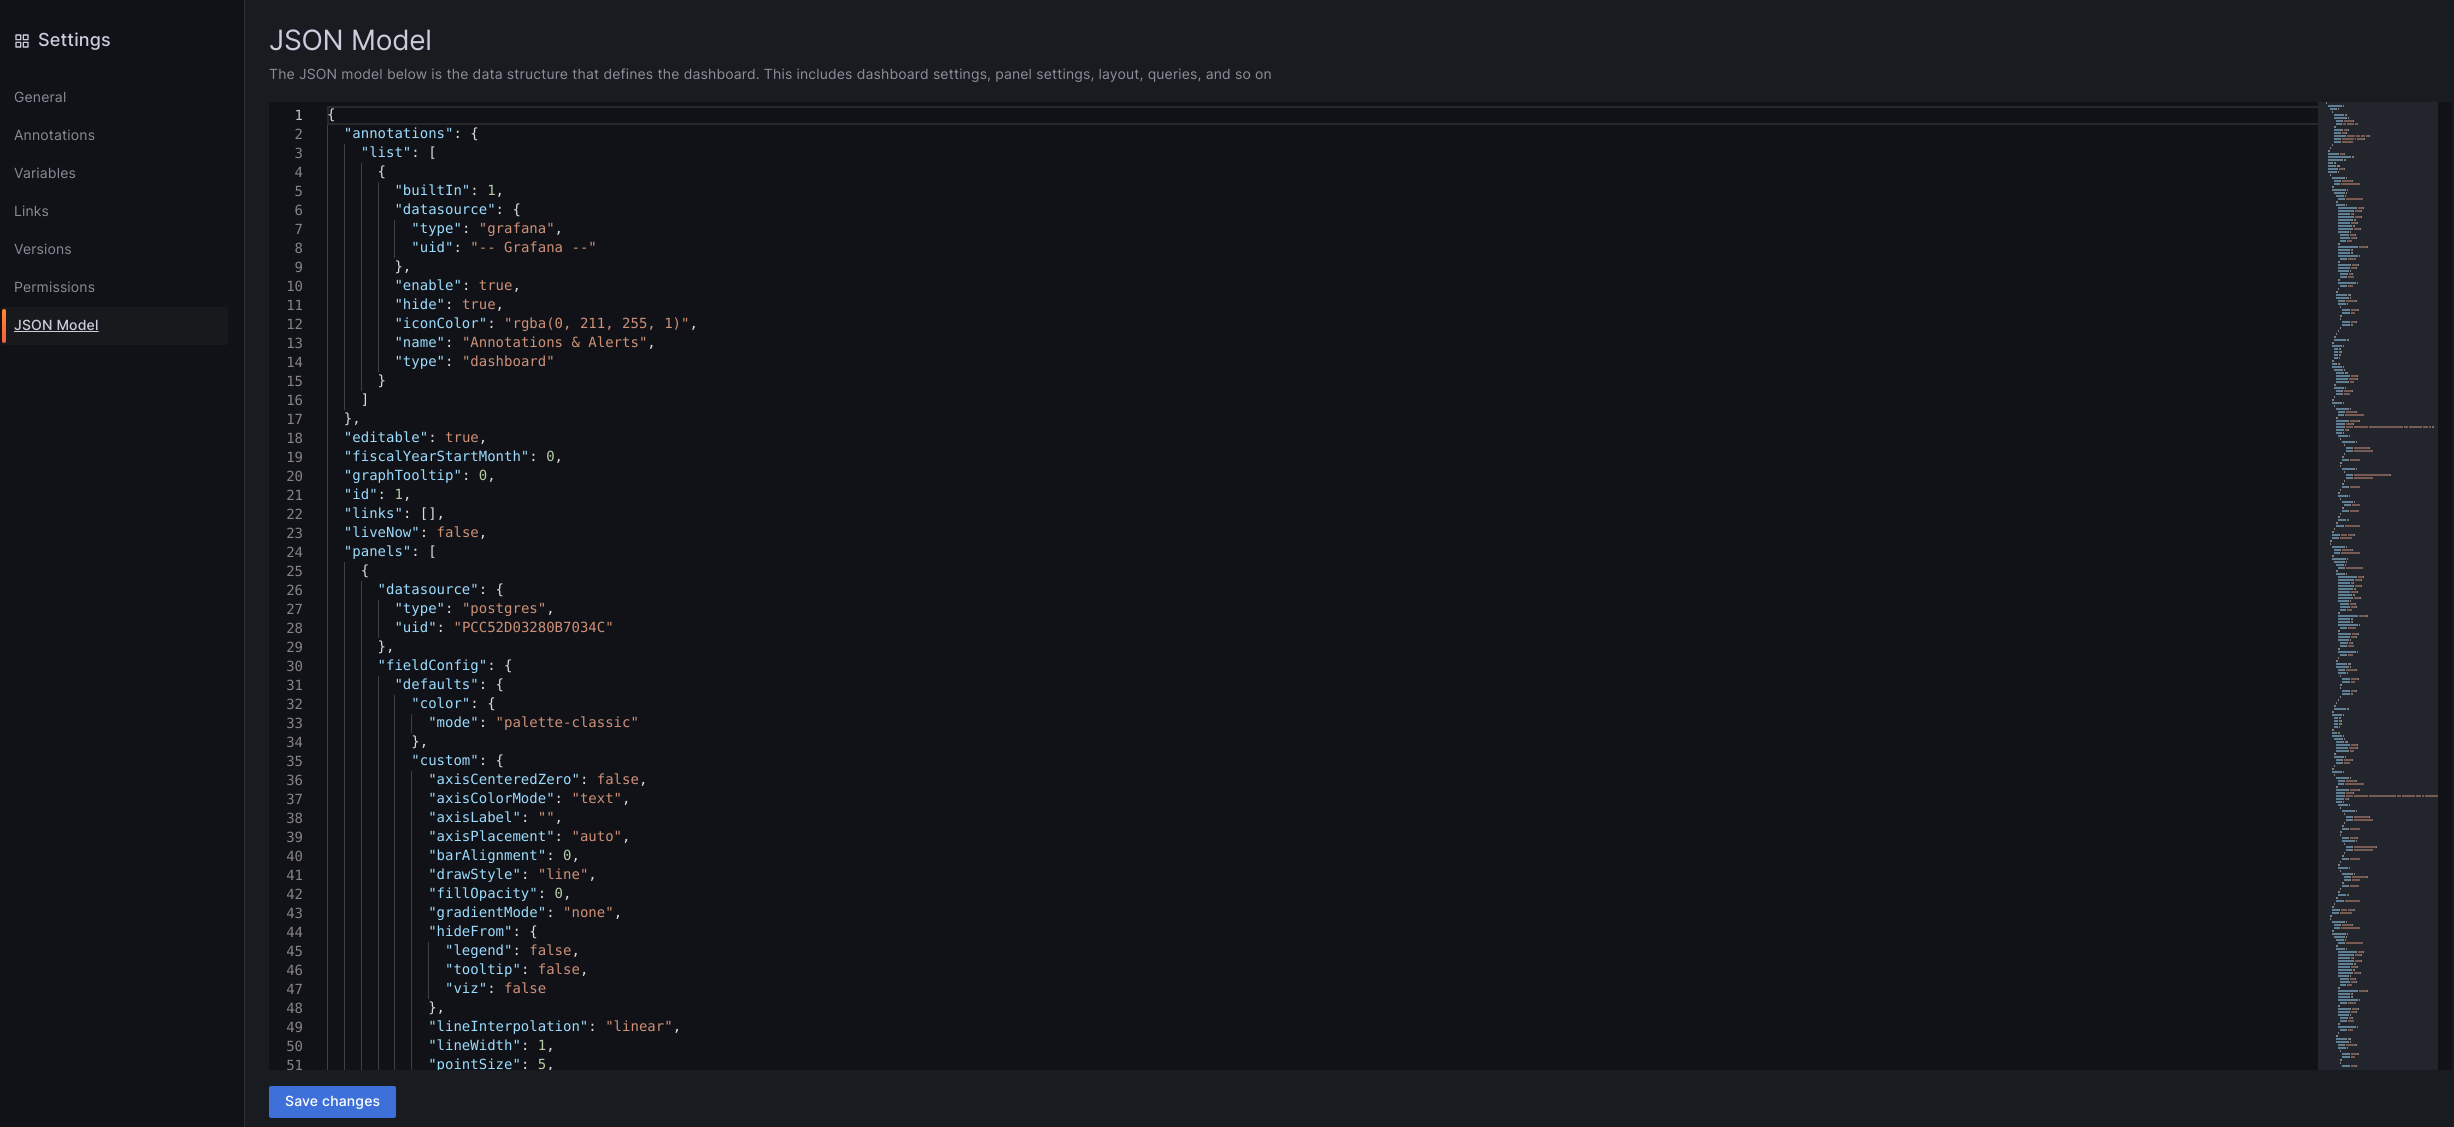 Settings
General
Annotations
Variables
Links
Versions
Permissions
JSON Model
JSON Model
The JSON model below is the data structure that defines the dashboard. This includes dashboard settings, panel settings, layout, queries, and so on
1 {
2 "annotations": {
3 "list": [
4 {
5 "builtIn": 1,
6 "datasource": {
7 "type": "grafana",
8 "uid": "-- Grafana --"
9 },
10 "enable": true,
11 "hide": true,
12 "iconColor": "rgba(0, 211, 255, 1)",
13 "name": "Annotations & Alerts",
14 "type": "dashboard"
15 }
16 ]
17 },
18 "editable": true,
19 "fiscalYearStartMonth": 0,
20 "graphTooltip": 0,
21 "id": 1,
22 "links": [],
23 "liveNow": false,
24 "panels": [
25 {
26 "datasource": {
27 "type": "postgres",
28 "uid": "PCC52D03280B7034C"
29 },
30 "fieldConfig": {
31 "defaults": {
32 "color": {
33 "mode": "palette-classic"
34 },
35 "custom": {
36 "axisCenteredZero": false,
37 "axisColorMode": "text",
38 "axisLabel": "",
39 "axisPlacement": "auto",
40 "barAlignment": 0,
41 "drawStyle": "line",
42 "fillOpacity": 0,
43 "gradientMode": "none",
44 "hideFrom": {
45 "legend": false,
46 "tooltip": false,
47 "viz": false
48 },
49 "lineInterpolation": "linear",
50 "lineWidth": 1,
51 "pointSize": 5,
Save changes